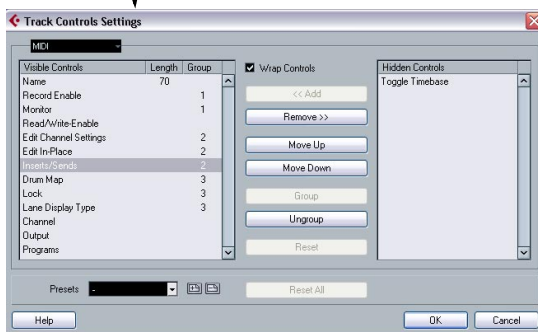 Track Controls Settings
MIDI
Visible Controls Length Group
Name 70
Record Enable 1
Monitor 1
Read/Write-Enable
Edit Channel Settings 2
Edit In-Place 2
Inserts/Sends 2
Drum Map 3
Lock 3
Lane Display Type 3
Channel
Output
Programs
Wrap Controls
<< Add
Remove >>
Move Up
Move Down
Group
Ungroup
Reset
Hidden Controls
Toggle Timebase
Presets -
Reset All
Help
OK Cancel